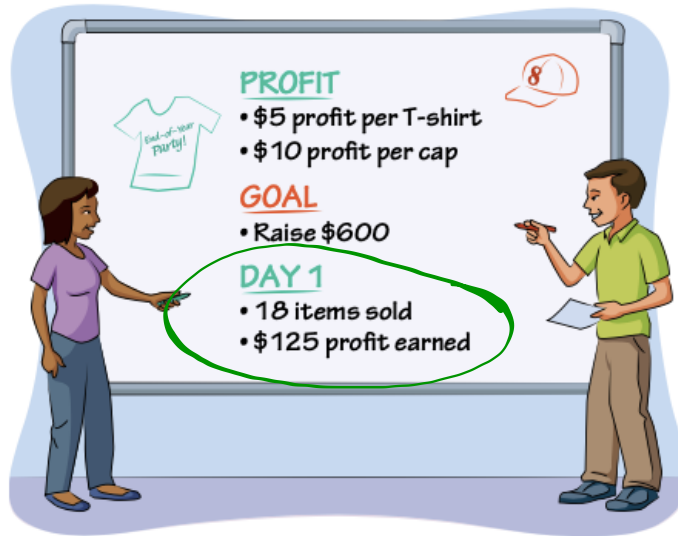 PROFIT
• $5 profit per T-shirt
• $10 profit per cap
8
End-of-Year
Party!
GOAL
• Raise $600
DAY 1
• 18 items sold
• $125 profit earned